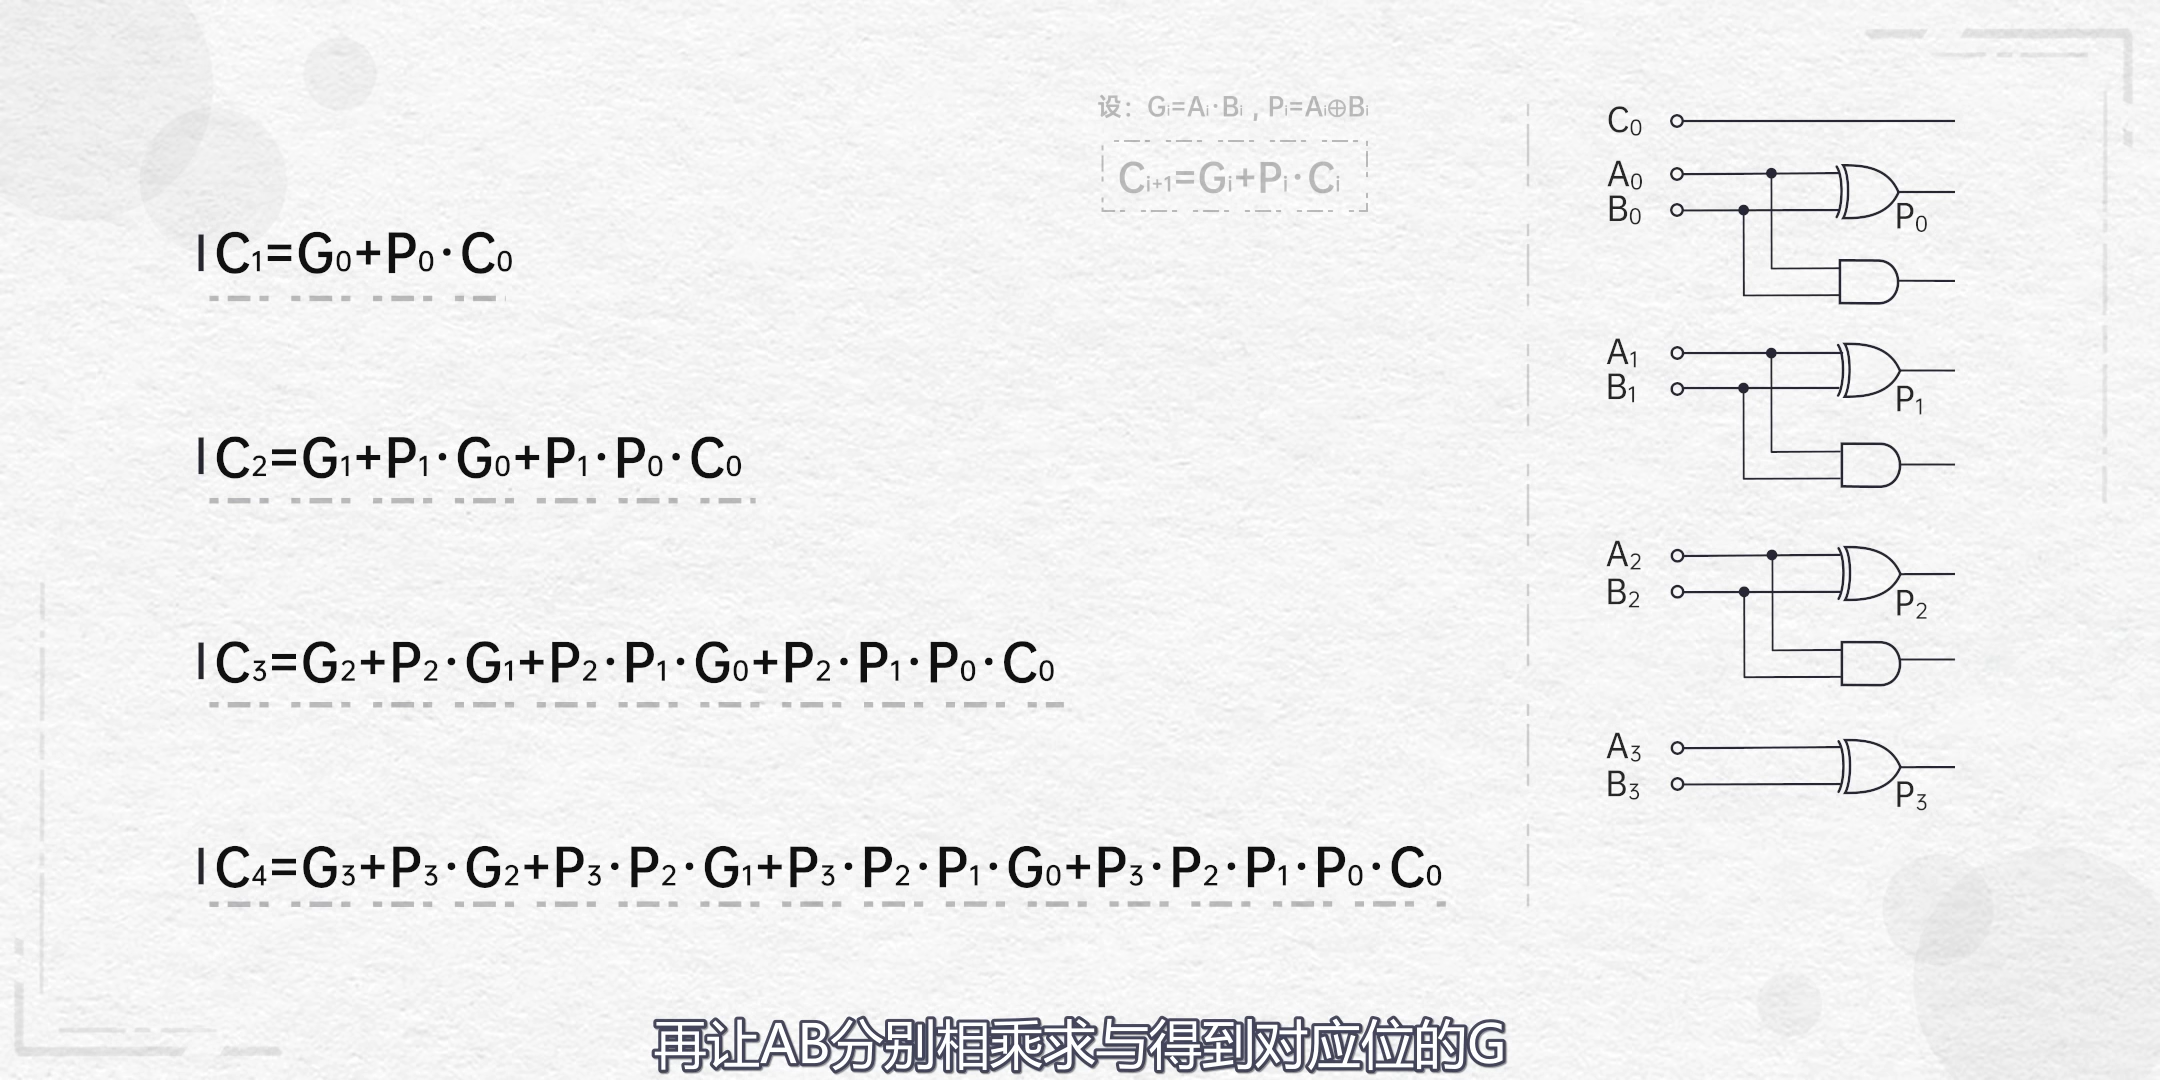 设：Gᵢ=Aᵢ·Bᵢ , Pᵢ=Aᵢ⊕Bᵢ
Cᵢ₊₁=Gᵢ+Pᵢ·Cᵢ
C₁=G₀+P₀·C₀
C₂=G₁+P₁·G₀+P₁·P₀·C₀
C₃=G₂+P₂·G₁+P₂·P₁·G₀+P₂·P₁·P₀·C₀
C₄=G₃+P₃·G₂+P₃·P₂·G₁+P₃·P₂·P₁·G₀+P₃·P₂·P₁·P₀·C₀
C₀
A₀
B₀
P₀
A₁
B₁
P₁
A₂
B₂
P₂
A₃
B₃
P₃
再让AB分别相乘求与得到对应位的G